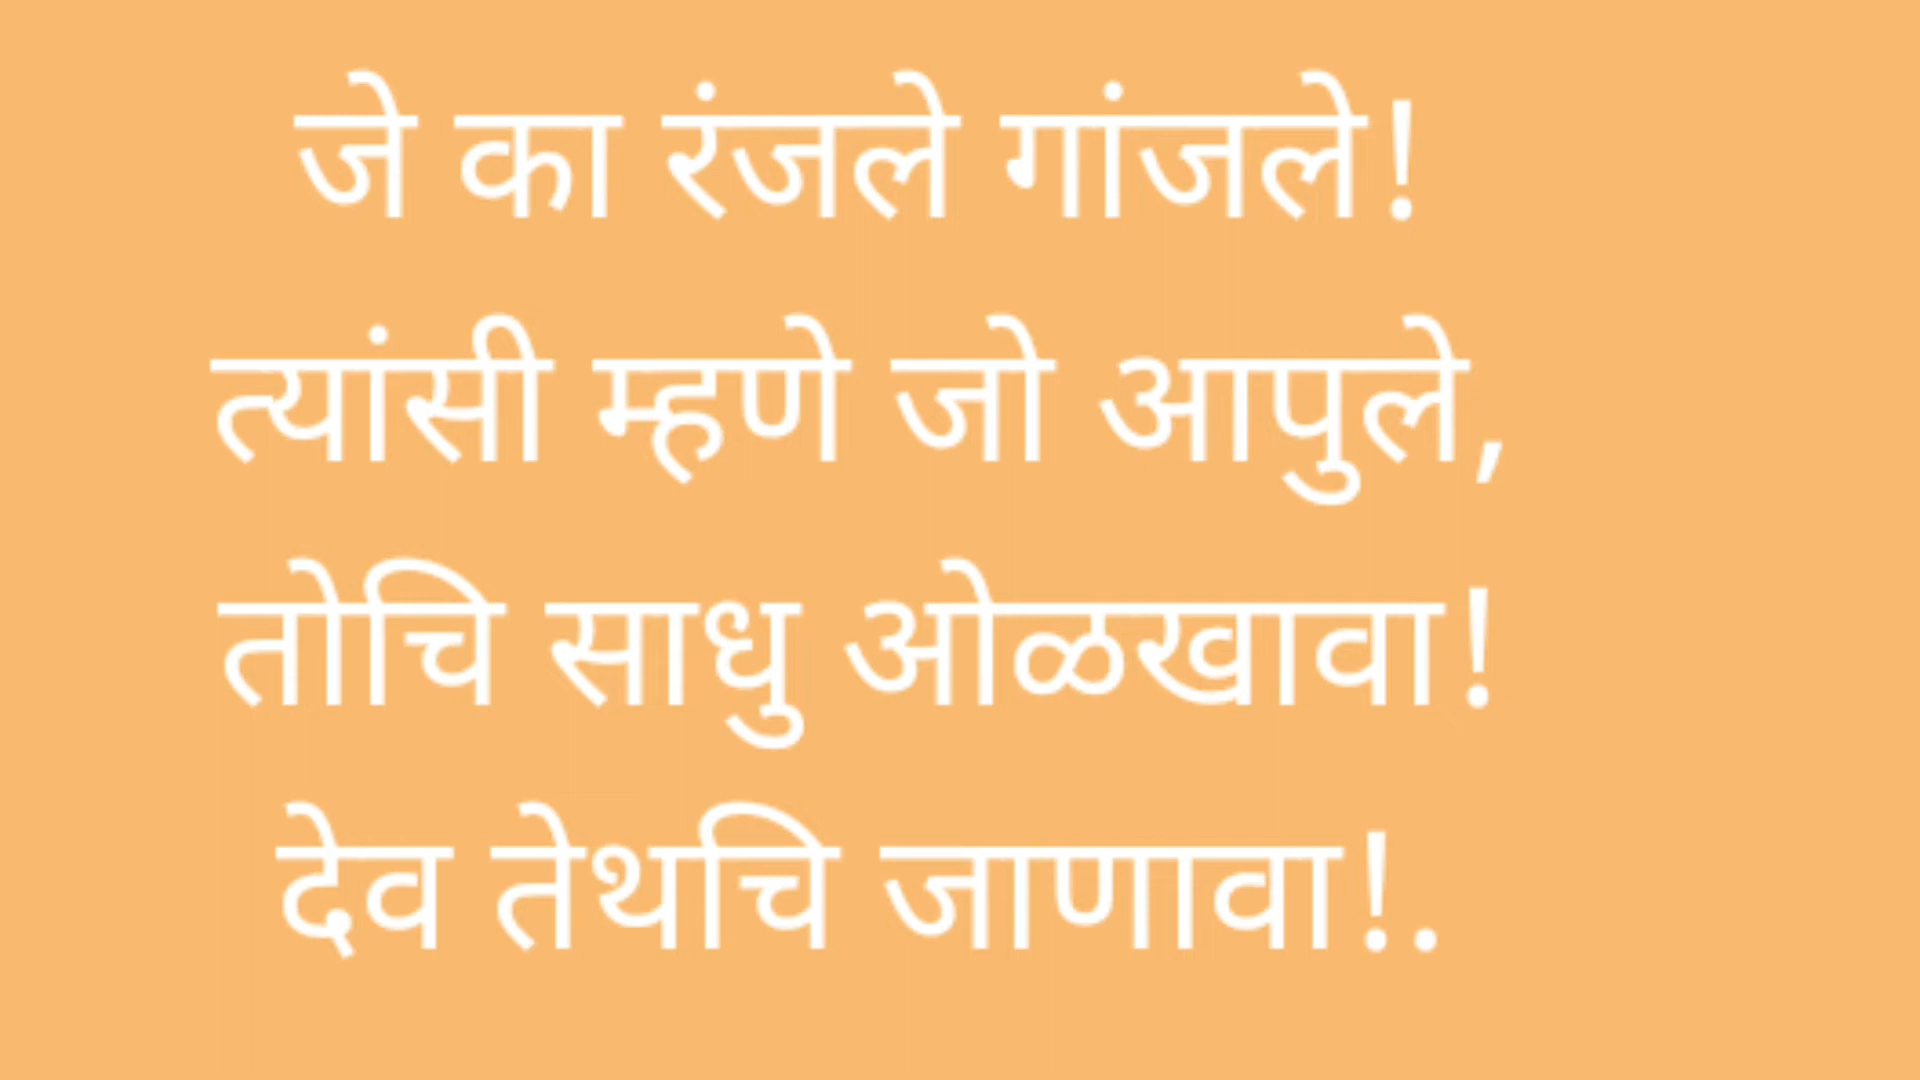 जे का रंजले गांजले!
त्यांसी म्हणे जो आपुले,
तोचि साधु ओळखावा!
देव तेथचि जाणावा!.